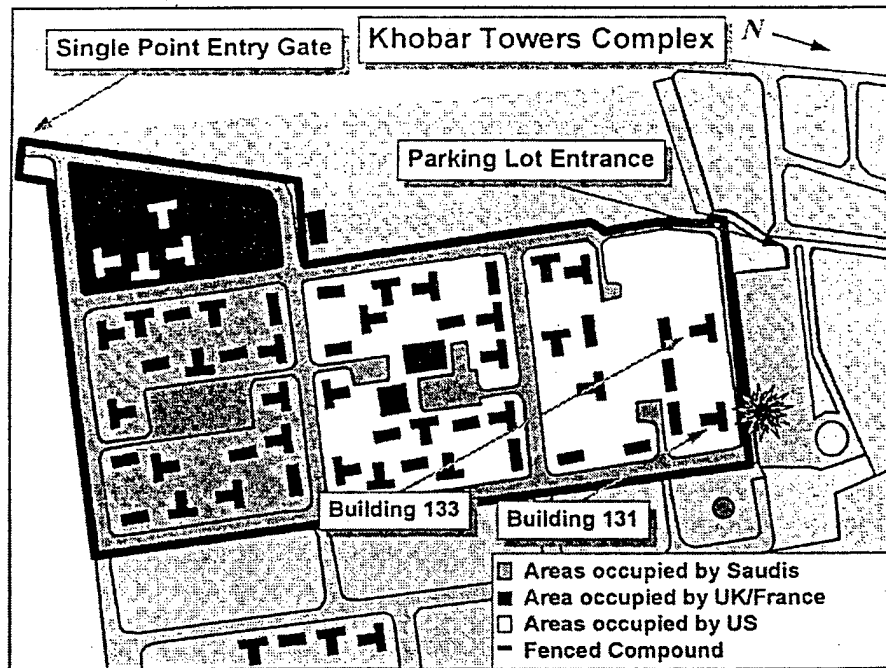 Single Point Entry Gate
Khobar Towers Complex
N
Parking Lot Entrance
Building 133
Building 131
Areas occupied by Saudis
Area occupied by UK/France
Areas occupied by US
Fenced Compound